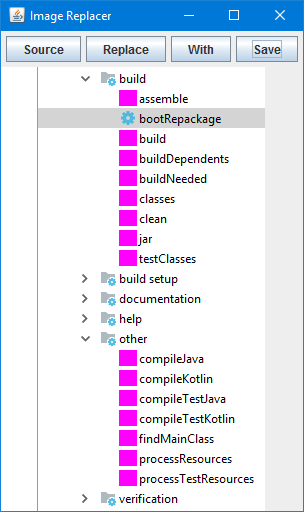 Image Replacer
Source Replace With Save
build
assemble
bootRepackage
build
buildDependents
buildNeeded
classes
clean
jar
testClasses
build setup
documentation
help
other
compileJava
compileKotlin
compileTestJava
compileTestKotlin
findMainClass
processResources
processTestResources
verification